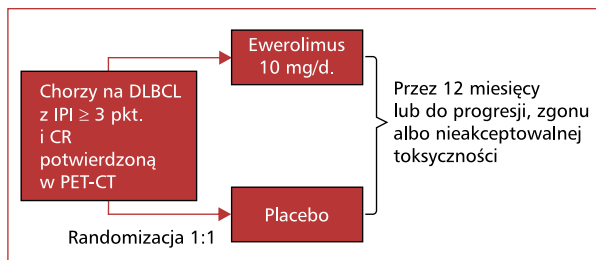 Chorzy na DLBCL
z IPI ≥ 3 pkt.
i CR
potwierdzoną
w PET-CT
Randomizacja 1:1
Ewerolimus
10 mg/d.
Placebo
Przez 12 miesięcy
lub do progresji, zgonu
albo nieakceptowalnej
toksyczności